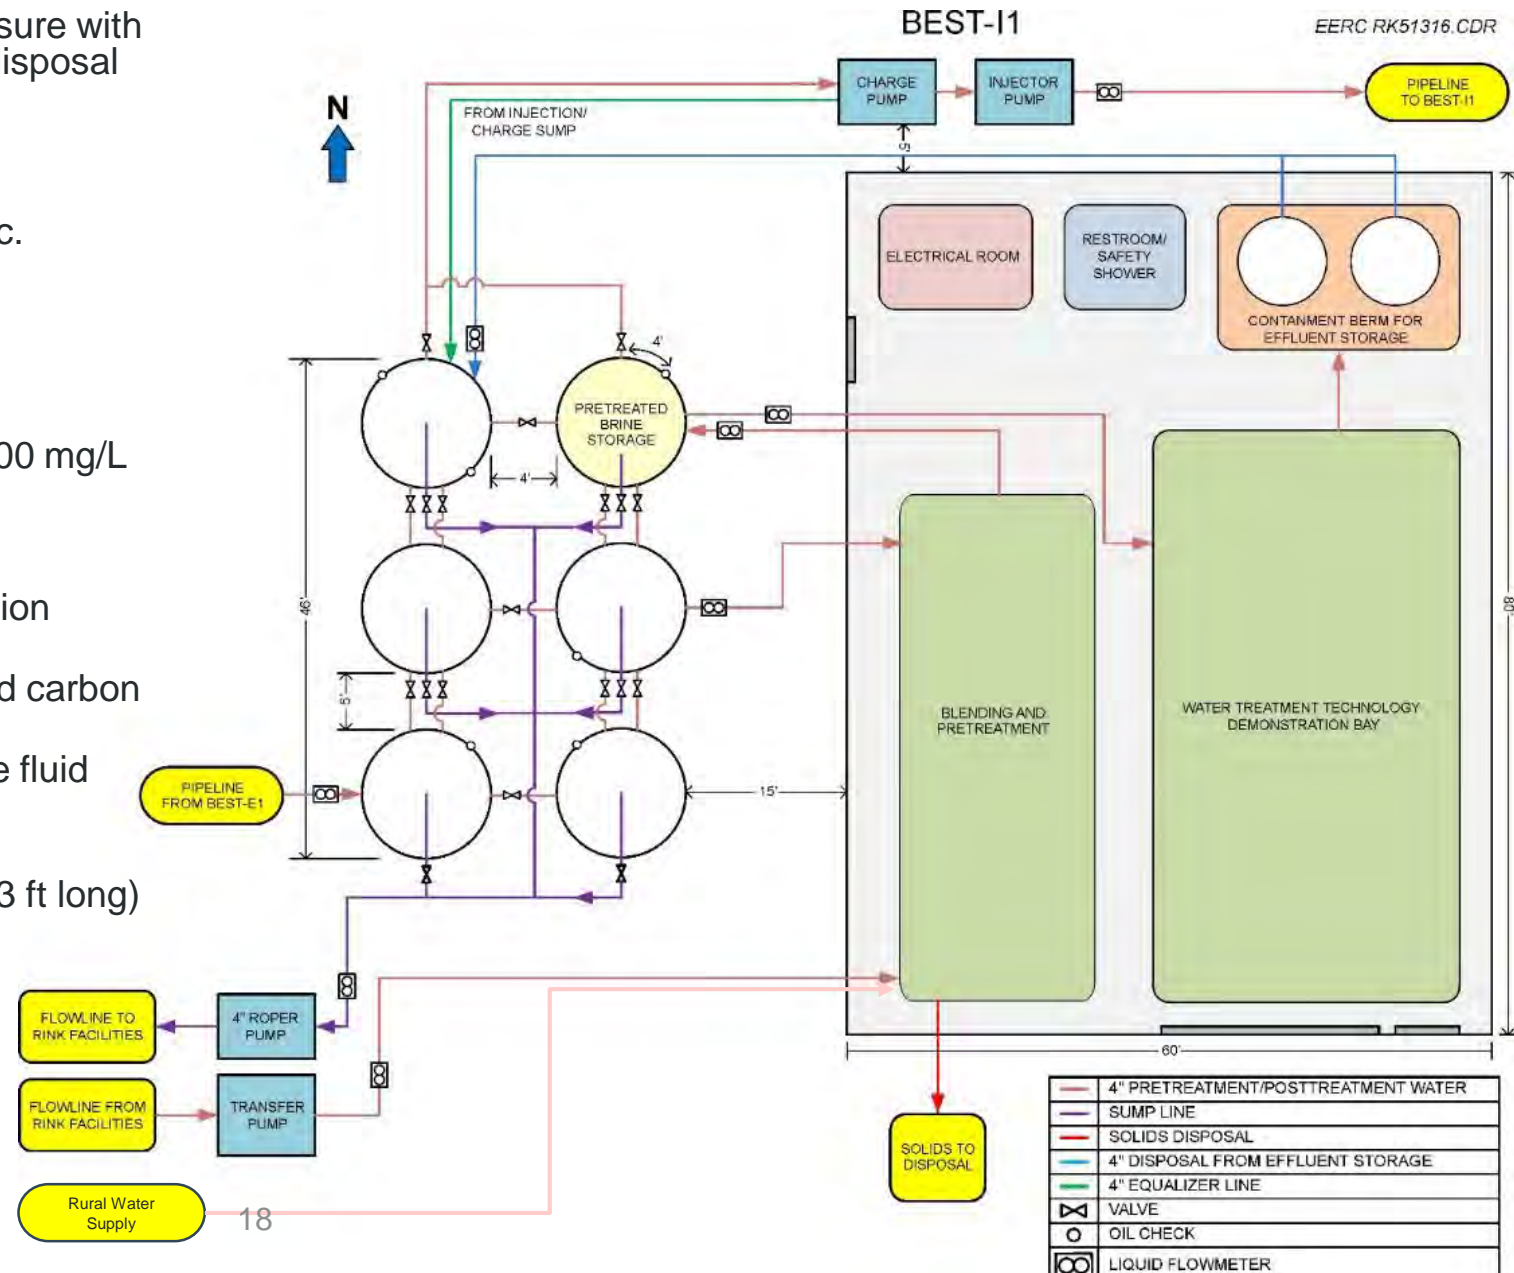 sure with
isposal
c.
00 mg/L
ion
d carbon
e fluid
3 ft long)
BEST-I1
EERC RK51316.CDR
N
FROM INJECTION/
CHARGE SUMP
CHARGE
PUMP
INJECTOR
PUMP
PIPELINE
TO BEST-I1
5'
ELECTRICAL ROOM
RESTROOM/
SAFETY
SHOWER
CONTANMENT BERM FOR
EFFLUENT STORAGE
4'
PRETREATED
BRINE
STORAGE
4'
46'
5'
80'
BLENDING AND
PRETREATMENT
WATER TREATMENT TECHNOLOGY
DEMONSTRATION BAY
PIPELINE
FROM BEST-E1
15'
FLOWLINE TO
RINK FACILITIES
4" ROPER
PUMP
FLOWLINE FROM
RINK FACILITIES
TRANSFER
PUMP
60'
SOLIDS TO
DISPOSAL
Rural Water
Supply
18
4" PRETREATMENT/POSTTREATMENT WATER
SUMP LINE
SOLIDS DISPOSAL
4" DISPOSAL FROM EFFLUENT STORAGE
4" EQUALIZER LINE
VALVE
OIL CHECK
LIQUID FLOWMETER